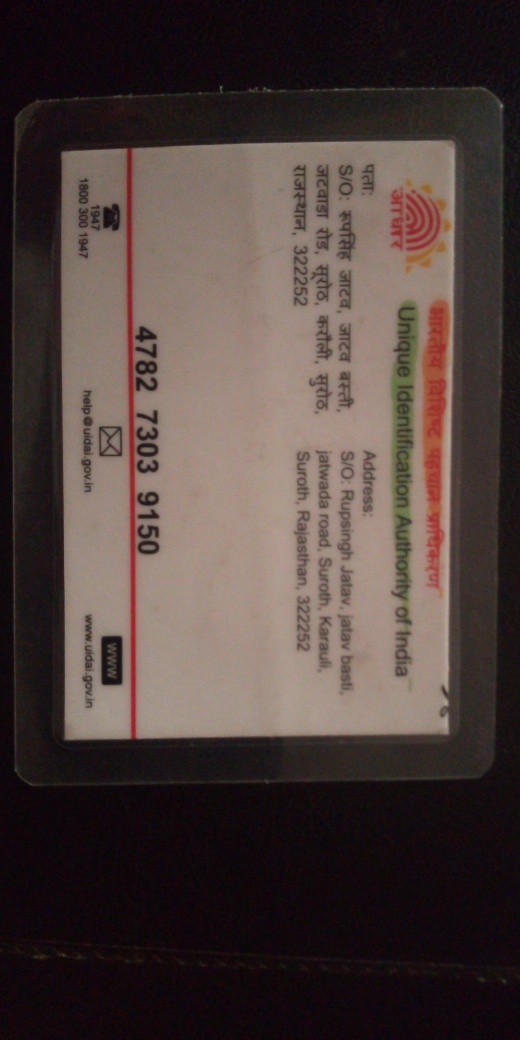 भारतीय विशिष्ट पहचान प्राधिकरण
Unique Identification Authority of India
आधार
पता:
S/O: रूपसिंह जाटव, जाटव बस्ती,
जटवाडा रोड, सुरोठ, करौली, सुरोठ,
राजस्थान, 322252
Address:
S/O: Rupsingh Jatav, jatav basti,
jatwada road, Suroth, Karauli,
Suroth, Rajasthan, 322252
4782 7303 9150
1947
1800 300 1947
help@uidai.gov.in
WWW
www.uidai.gov.in